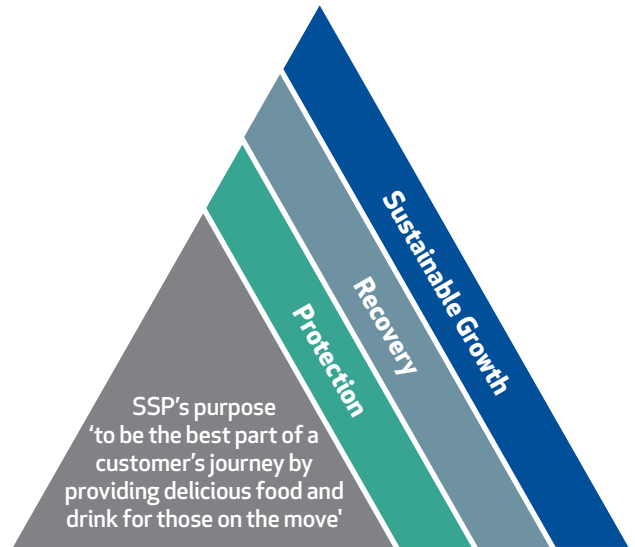 Sustainable Growth
Recovery
Protection
SSP’s purpose
‘to be the best part of a
customer’s journey by
providing delicious food and
drink for those on the move'